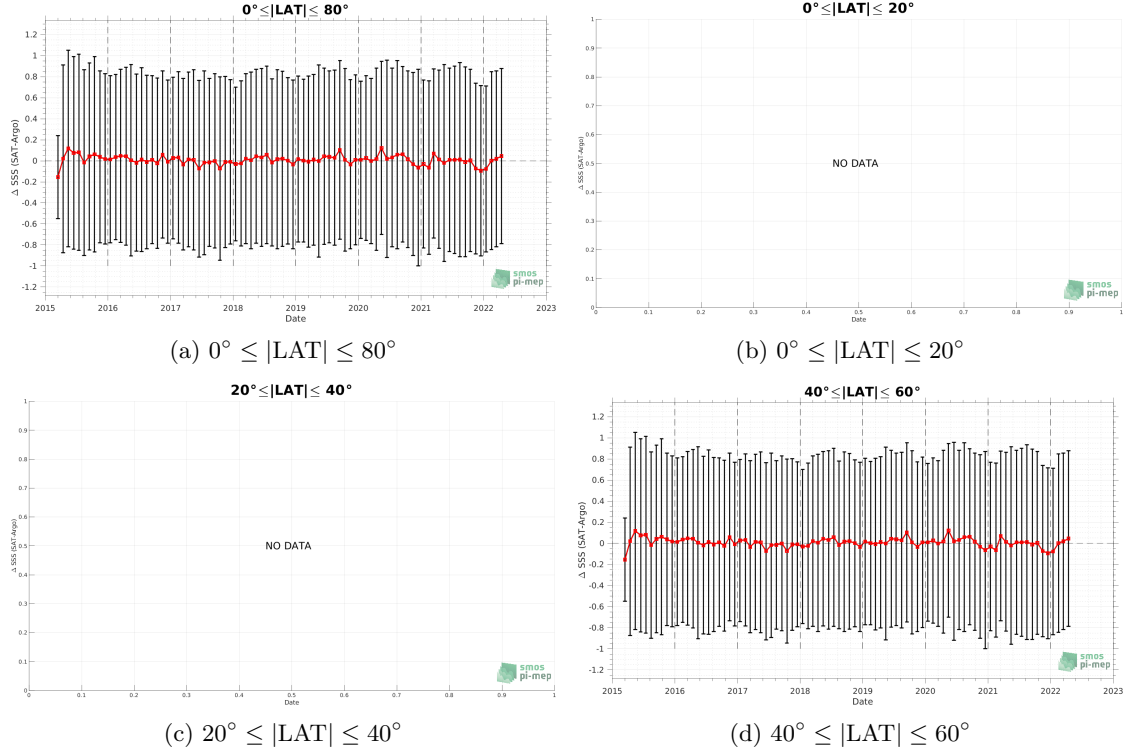 0°≤|LAT|≤ 80°
Δ SSS (SAT-Argo)
1.2
1
0.8
0.6
0.4
0.2
0
-0.2
-0.4
-0.6
-0.8
-1
-1.2
2015 2016 2017 2018 2019 2020 2021 2022 2023
Date
smos
pi-mep
(a) 0° ≤ |LAT| ≤ 80°
0°≤|LAT|≤ 20°
Δ SSS (SAT-Argo)
1
0.9
0.8
0.7
0.6
0.5
0.4
0.3
0.2
0.1
0
NO DATA
0 0.1 0.2 0.3 0.4 0.5 0.6 0.7 0.8 0.9 1
Date
smos
pi-mep
(b) 0° ≤ |LAT| ≤ 20°
20°≤|LAT|≤ 40°
Δ SSS (SAT-Argo)
1
0.9
0.8
0.7
0.6
0.5
0.4
0.3
0.2
0.1
0
NO DATA
0 0.1 0.2 0.3 0.4 0.5 0.6 0.7 0.8 0.9 1
Date
smos
pi-mep
(c) 20° ≤ |LAT| ≤ 40°
40°≤|LAT|≤ 60°
Δ SSS (SAT-Argo)
1.2
1
0.8
0.6
0.4
0.2
0
-0.2
-0.4
-0.6
-0.8
-1
-1.2
2015 2016 2017 2018 2019 2020 2021 2022 2023
Date
smos
pi-mep
(d) 40° ≤ |LAT| ≤ 60°